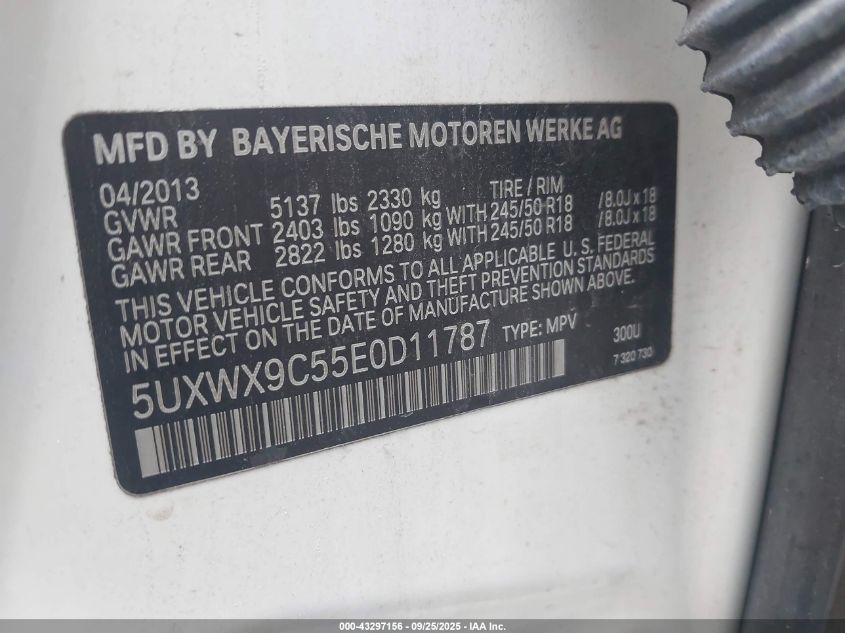 MFD BY BAYERISCHE MOTOREN WERKE AG
04/2013 TIRE / RIM
GVWR 5137 lbs 2330 kg
GAWR FRONT 2403 lbs 1090 kg WITH 245/50 R18 /8.0J x 18
GAWR REAR 2822 lbs 1280 kg WITH 245/50 R18 /8.0J x 18
THIS VEHICLE CONFORMS TO ALL APPLICABLE U. S. FEDERAL
MOTOR VEHICLE SAFETY AND THEFT PREVENTION STANDARDS
IN EFFECT ON THE DATE OF MANUFACTURE SHOWN ABOVE.
5UXWX9C55E0D11787 TYPE: MPV 300U
7 320 730
000-43297156 - 09/25/2025 - IAA Inc.